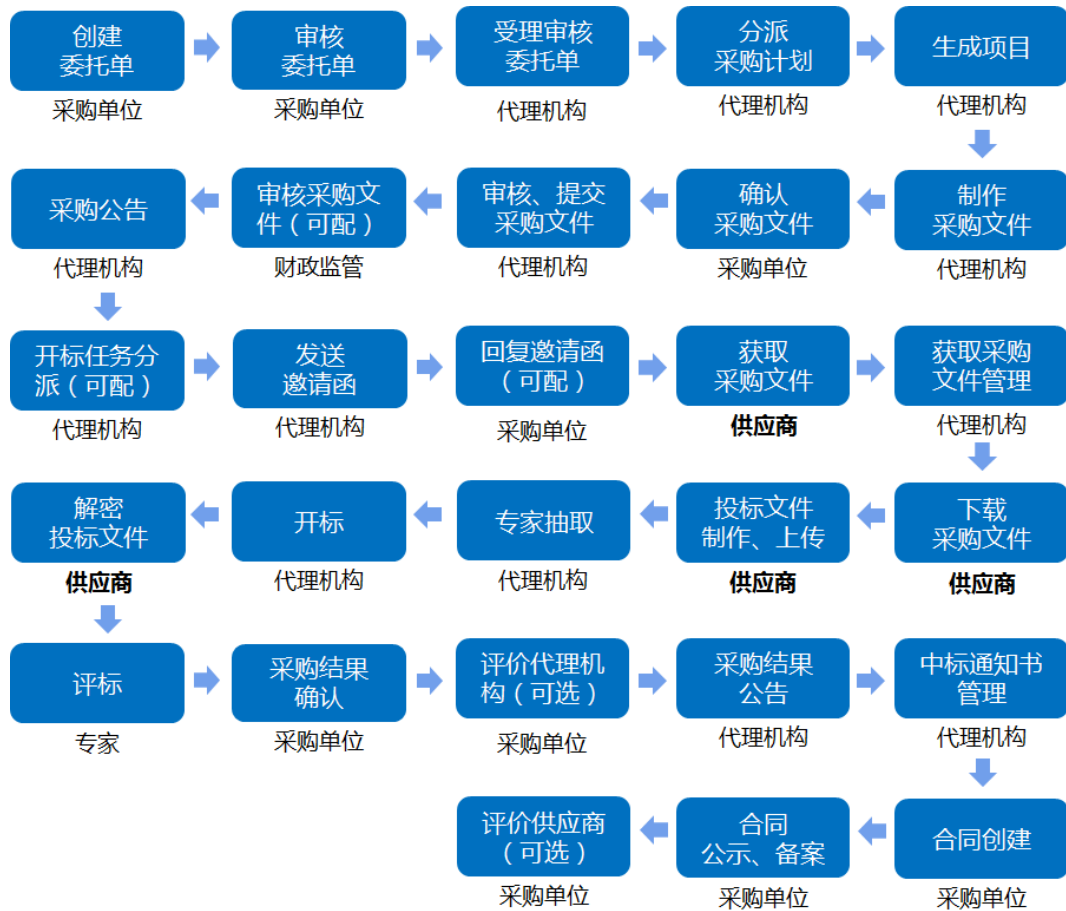 创建
委托单
采购单位
审核
委托单
采购单位
受理审核
委托单
代理机构
分派
采购计划
代理机构
生成项目
代理机构
制作
采购文件
代理机构
确认
采购文件
采购单位
审核、提交
采购文件
代理机构
审核采购文
件（可配）
财政监管
采购公告
代理机构
开标任务分
派（可配）
代理机构
发送
邀请函
代理机构
回复邀请函
（可配）
采购单位
获取
采购文件
供应商
获取采购
文件管理
代理机构
下载
采购文件
供应商
投标文件
制作、上传
供应商
专家抽取
代理机构
开标
代理机构
解密
投标文件
供应商
评标
专家
采购结果
确认
采购单位
评价代理机
构（可选）
采购单位
采购结果
公告
代理机构
中标通知书
管理
代理机构
合同创建
采购单位
合同
公示、备案
采购单位
评价供应商
（可选）
采购单位